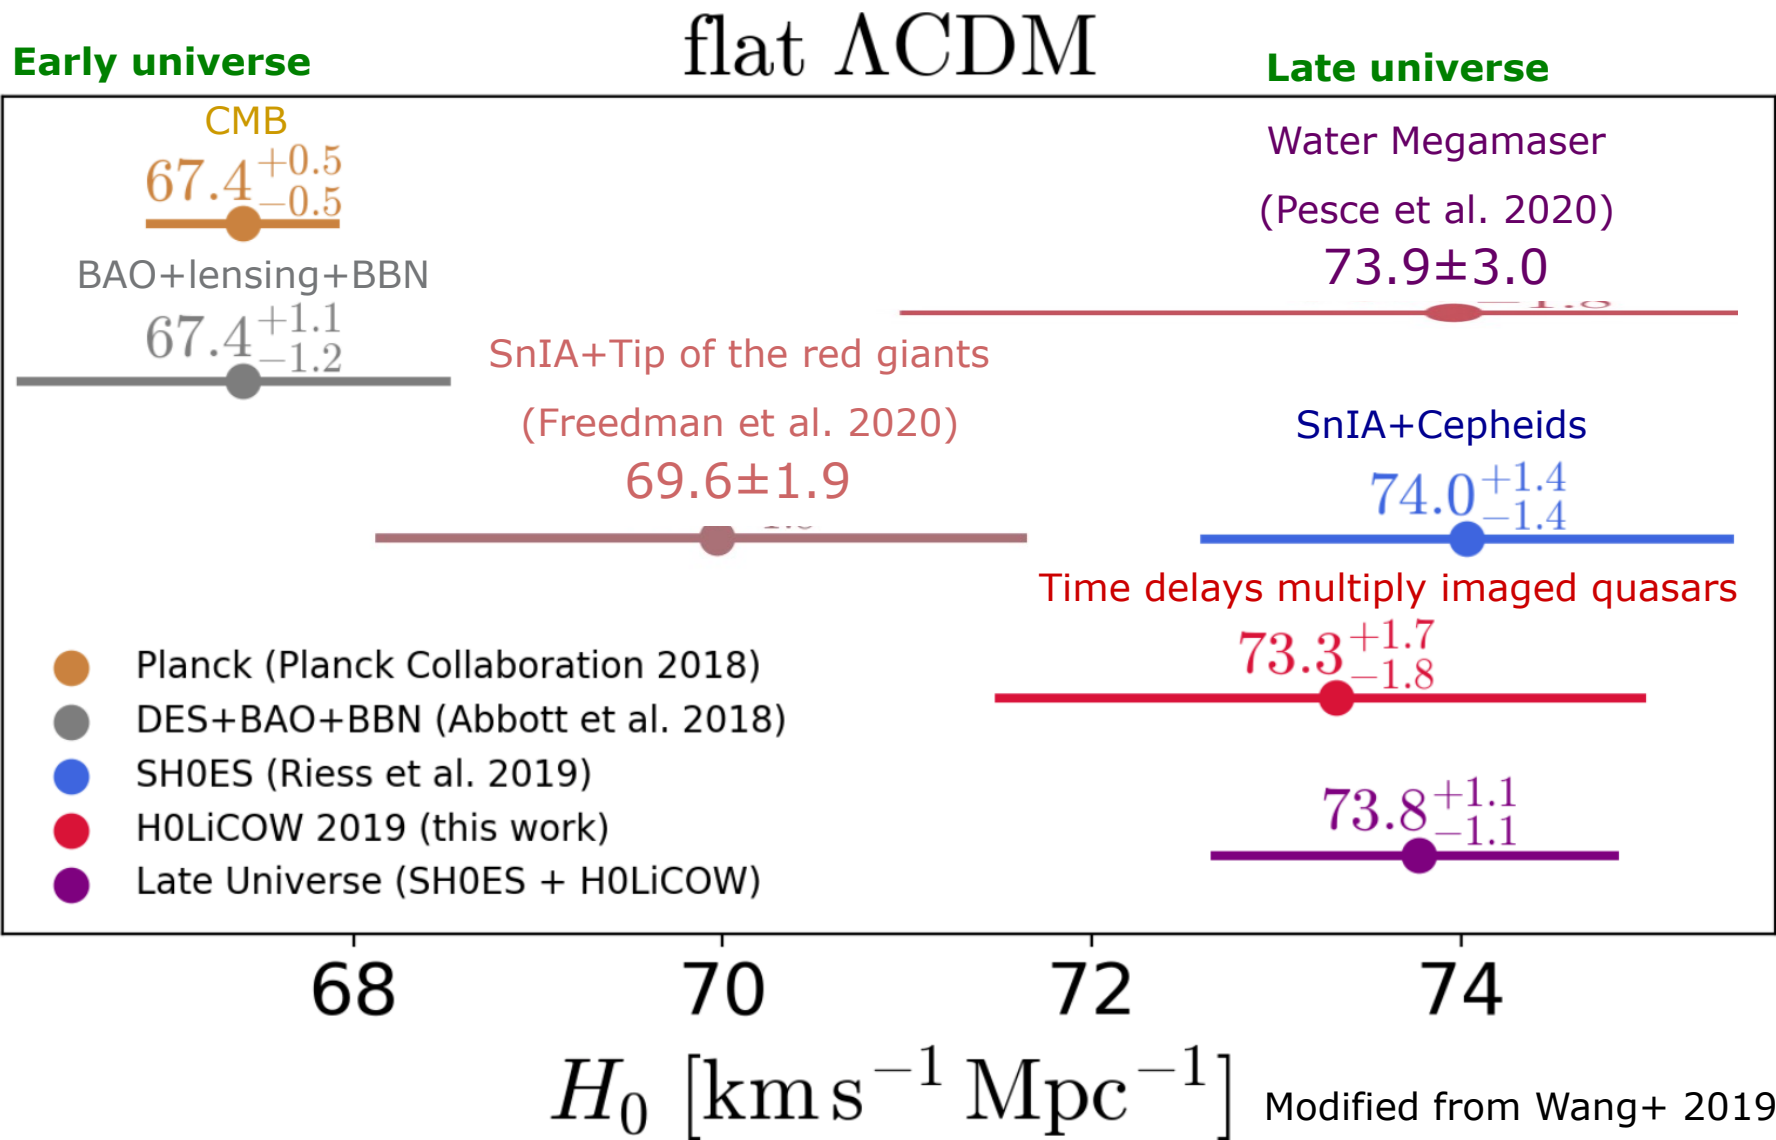 flat ΛCDM
Early universe
Late universe
CMB
67.4 +0.5 −0.5
BAO+lensing+BBN
67.4 +1.1 −1.2
Water Megamaser
(Pesce et al. 2020)
73.9±3.0
SnIA+Tip of the red giants
(Freedman et al. 2020)
69.6±1.9
SnIA+Cepheids
74.0 +1.4 −1.4
Time delays multiply imaged quasars
73.3 +1.7 −1.8
73.8 +1.1 −1.1
Planck (Planck Collaboration 2018)
DES+BAO+BBN (Abbott et al. 2018)
SH0ES (Riess et al. 2019)
H0LiCOW 2019 (this work)
Late Universe (SH0ES + H0LiCOW)
68 70 72 74
H₀ [km s⁻¹ Mpc⁻¹]
Modified from Wang+ 2019